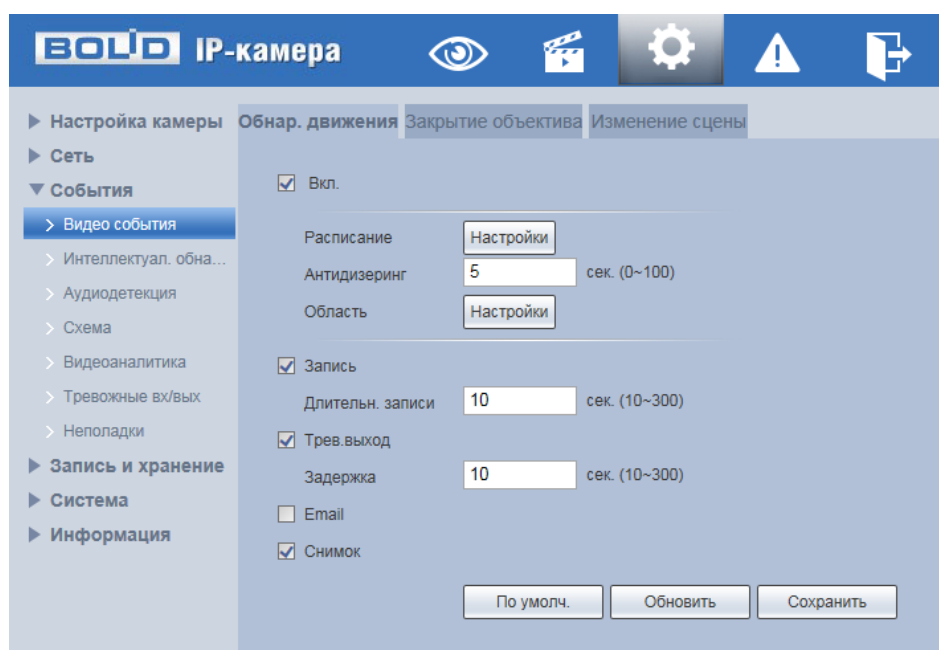 BOLID IP-камера
Настройка камеры
Сеть
События
Видео события
Интеллектуал. обна...
Аудиодетекция
Схема
Видеоаналитика
Тревожные вх/вых
Неполадки
Запись и хранение
Система
Информация
Обнар. движения Закрытие объектива Изменение сцены
Вкл.
Расписание Настройки
Антидизеринг 5 сек. (0~100)
Область Настройки
Запись
Длительн. записи 10 сек. (10~300)
Трев.выход
Задержка 10 сек. (10~300)
Email
Снимок
По умолч. Обновить Сохранить